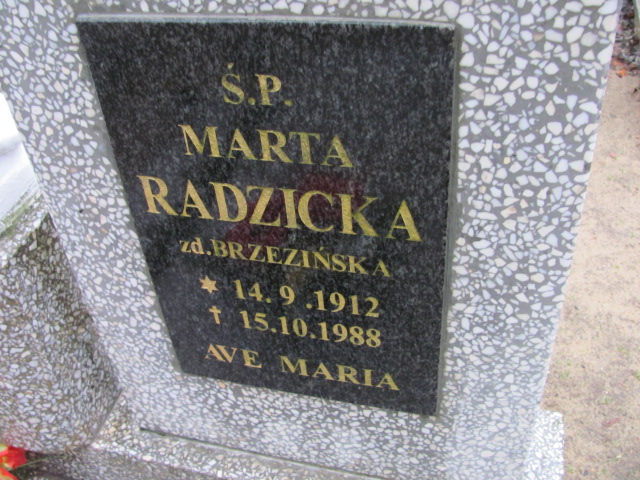 Ś.P.
MARTA
RADZICKA
zd. BRZEZIŃSKA
14. 9. 1912
† 15.10.1988
AVE MARIA